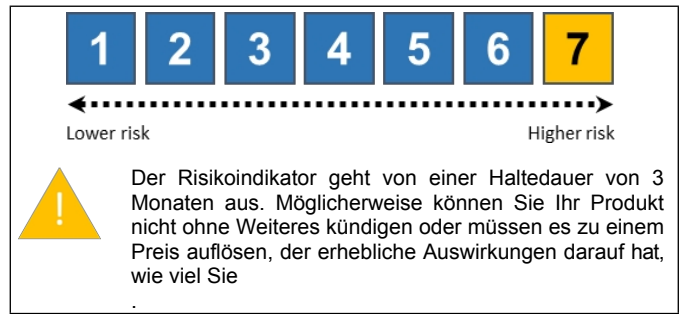 1 2 3 4 5 6 7
Lower risk Higher risk
!
Der Risikoindikator geht von einer Haltedauer von 3
Monaten aus. Möglicherweise können Sie Ihr Produkt
nicht ohne Weiteres kündigen oder müssen es zu einem
Preis auflösen, der erhebliche Auswirkungen darauf hat,
wie viel Sie
.